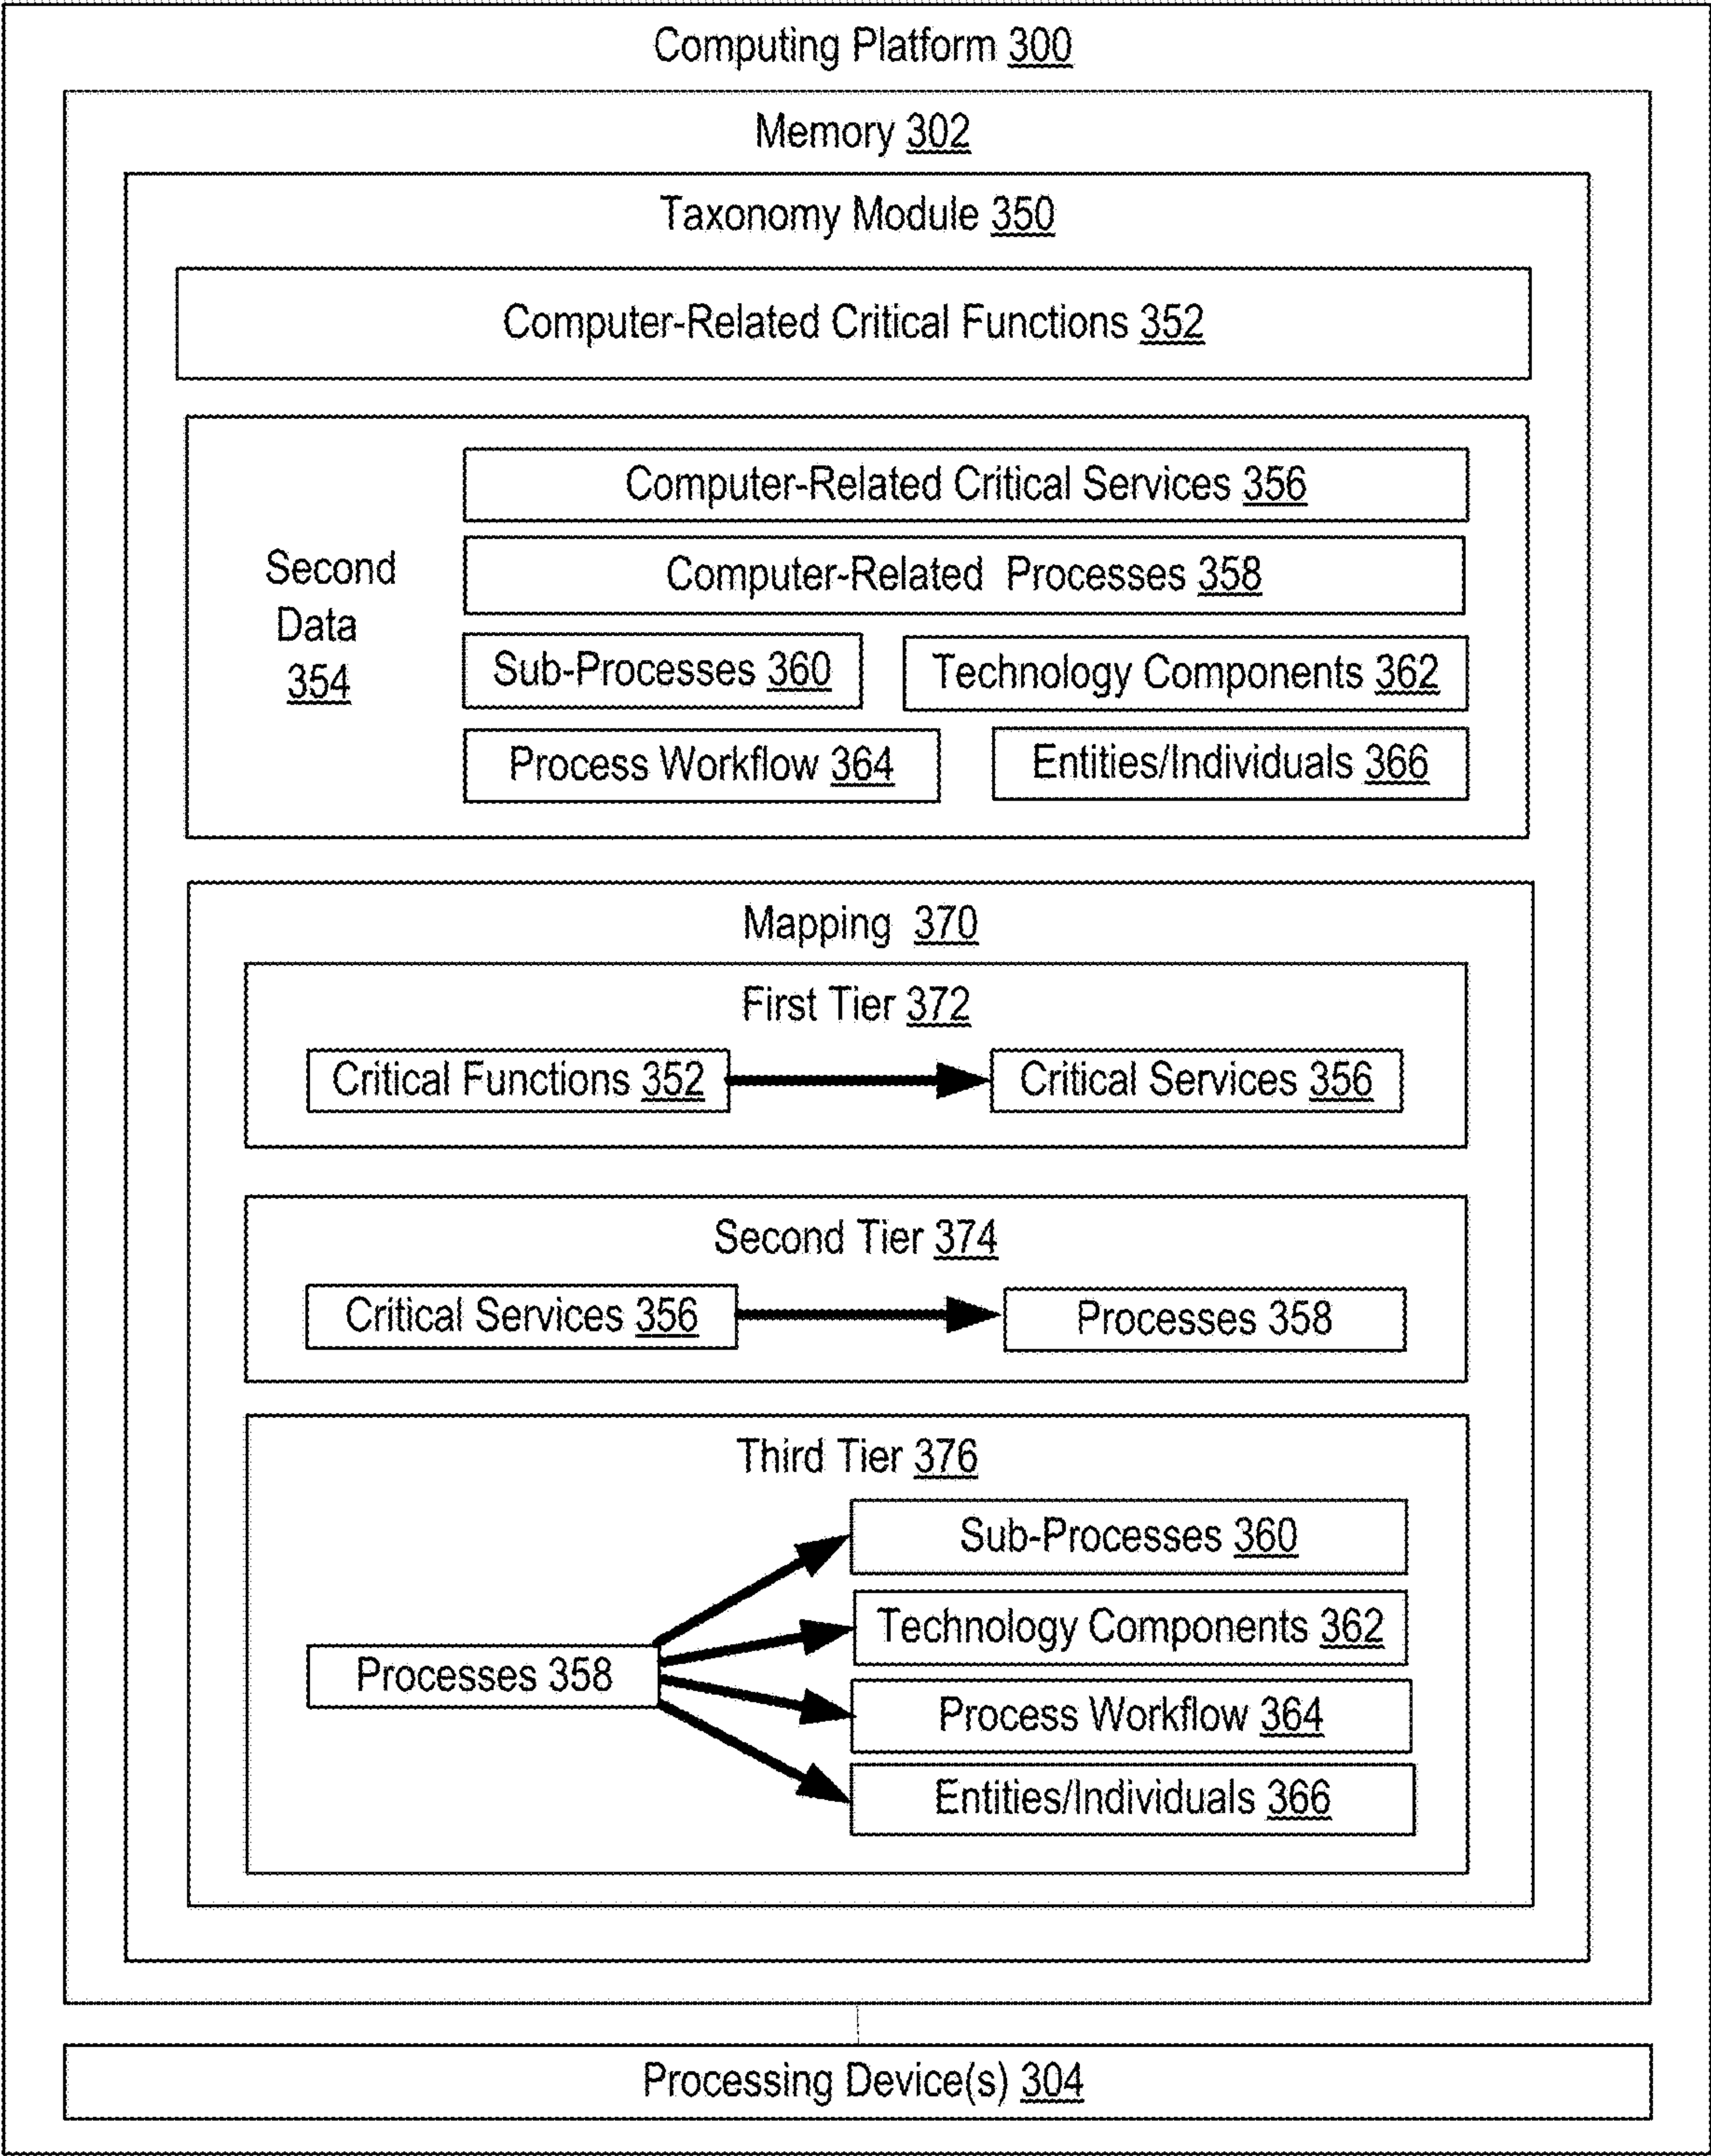 Computing Platform 300
Memory 302
Taxonomy Module 350
Computer-Related Critical Functions 352
Second
Data
354
Computer-Related Critical Services 356
Computer-Related Processes 358
Sub-Processes 360
Technology Components 362
Process Workflow 364
Entities/Individuals 366
Mapping 370
First Tier 372
Critical Functions 352
Critical Services 356
Second Tier 374
Critical Services 356
Processes 358
Third Tier 376
Processes 358
Sub-Processes 360
Technology Components 362
Process Workflow 364
Entities/Individuals 366
Processing Device(s) 304